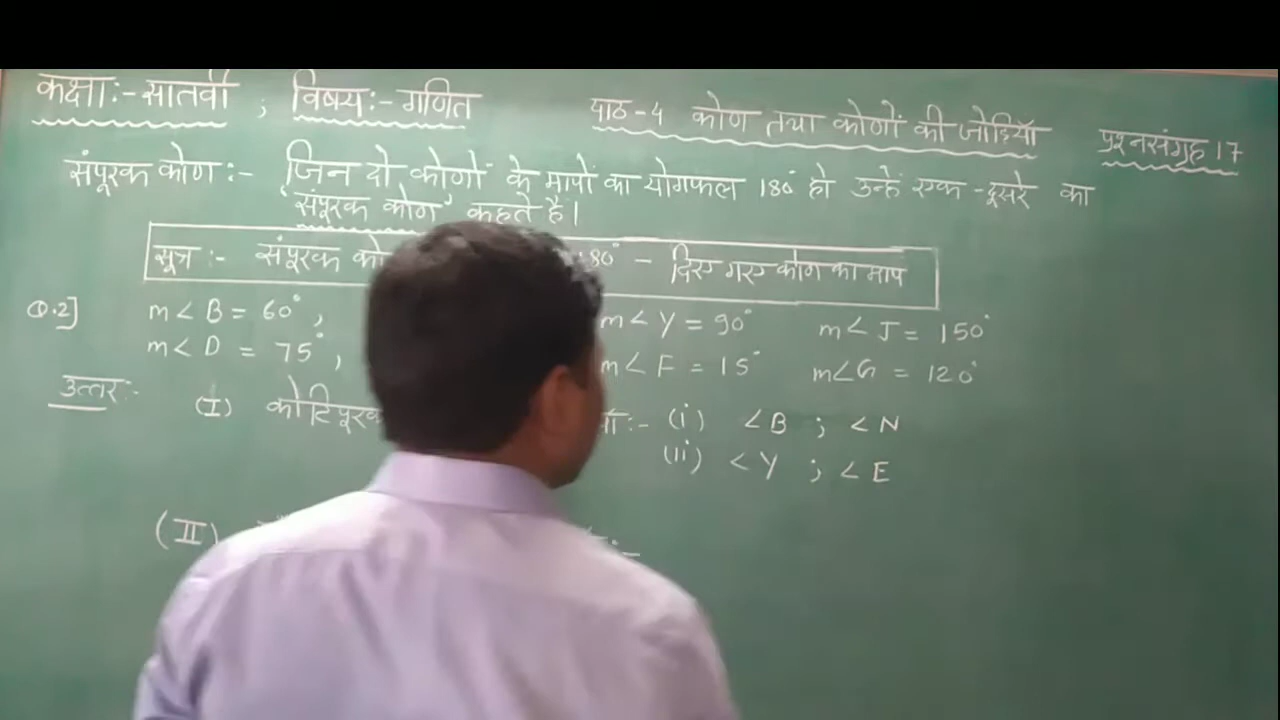 कक्षाः- सातवी ; विषयः- गणित पाठ-4 कोण तथा कोणों की जोडियाँ प्रश्नसंग्रह 17
संपूरक कोणः- जिन दो कोणों के मापों का योगफल 180° हो उन्हें एक-दूसरे का
'संपूरक कोण' कहते है।
सूत्र :- संपूरक 80° - दिए गए कोण का माप
Q.2] m∠B = 60°, m∠Y = 90° m∠J = 150°
m∠D = 75°, m∠F = 15° m∠G = 120°
उत्तरः- (I) कोटिपूरक :- (i) ∠B ; ∠N
(ii) ∠Y ; ∠E
(II) :-